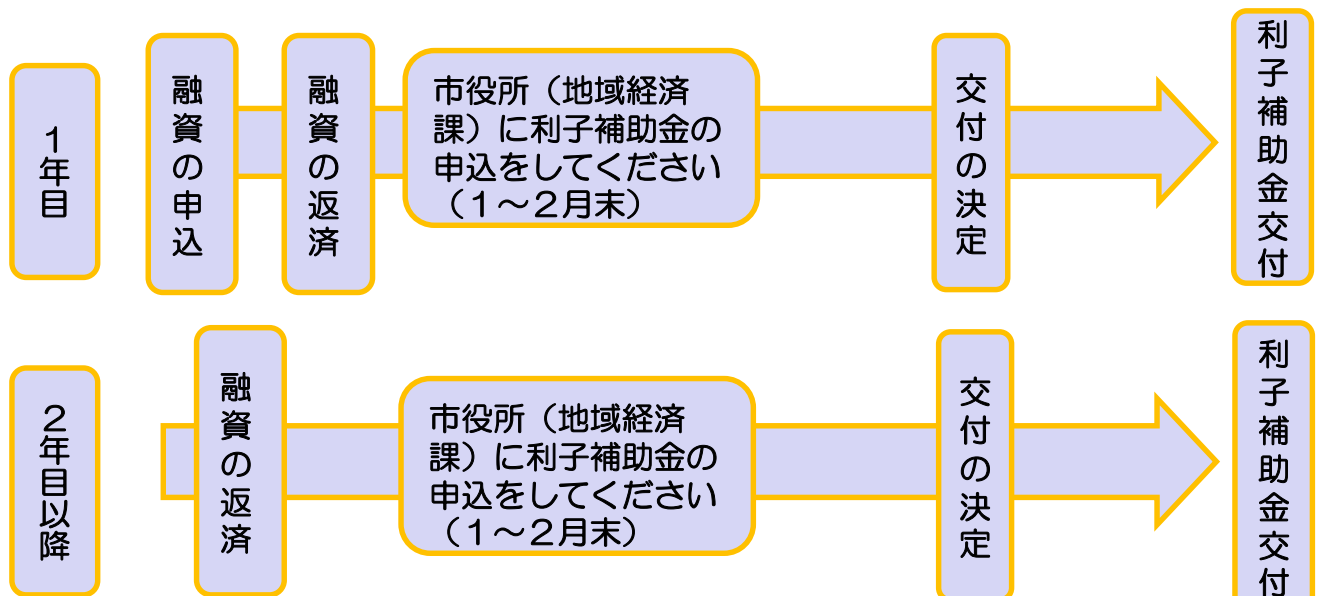 １年目
融資の申込
融資の返済
市役所（地域経済
課）に利子補助金の
申込をしてください
（１～２月末）
交付の決定
利子補助金交付
２年目以降
融資の返済
市役所（地域経済
課）に利子補助金の
申込をしてください
（１～２月末）
交付の決定
利子補助金交付